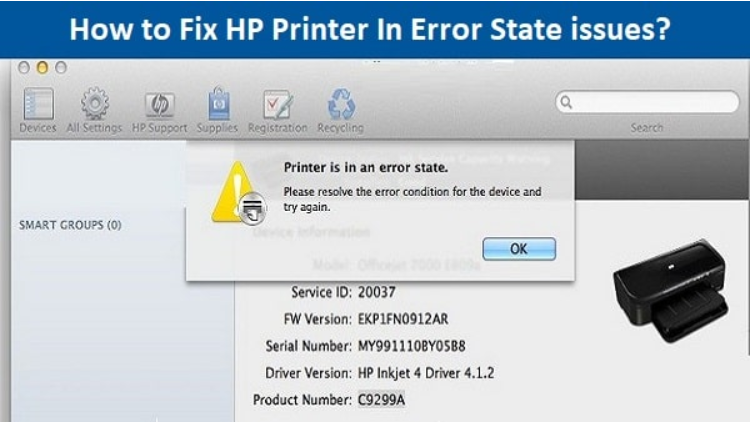 How to Fix HP Printer In Error State issues?
Devices All Settings HP Support Supplies Registration Recycling
Search
Printer is in an error state.
Please resolve the error condition for the device and
try again.
OK
SMART GROUPS (0)
Device Information
Model: Officejet 7000
Service ID: 20037
FW Version: EKP1FN0912AR
Serial Number: MY991110BY05B8
Driver Version: HP Inkjet 4 Driver 4.1.2
Product Number: C9299A